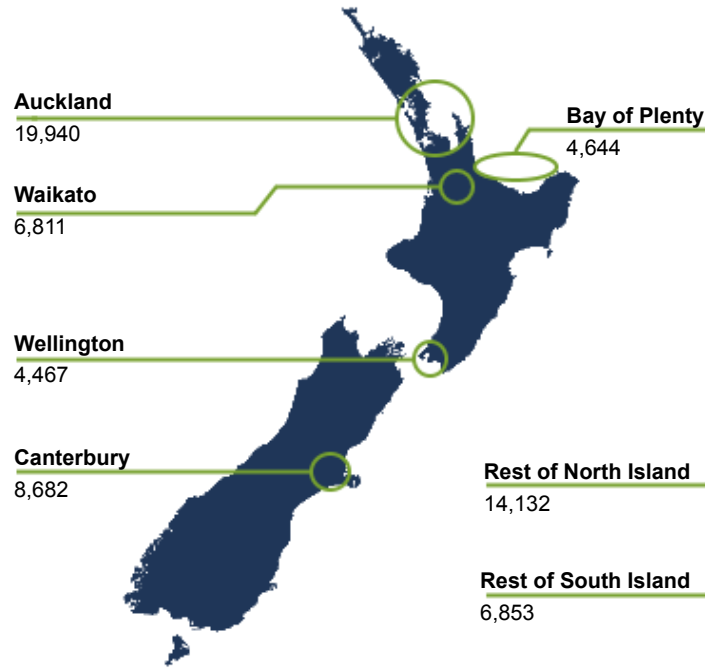 Auckland
19,940
Bay of Plenty
4,644
Waikato
6,811
Wellington
4,467
Canterbury
8,682
Rest of North Island
14,132
Rest of South Island
6,853